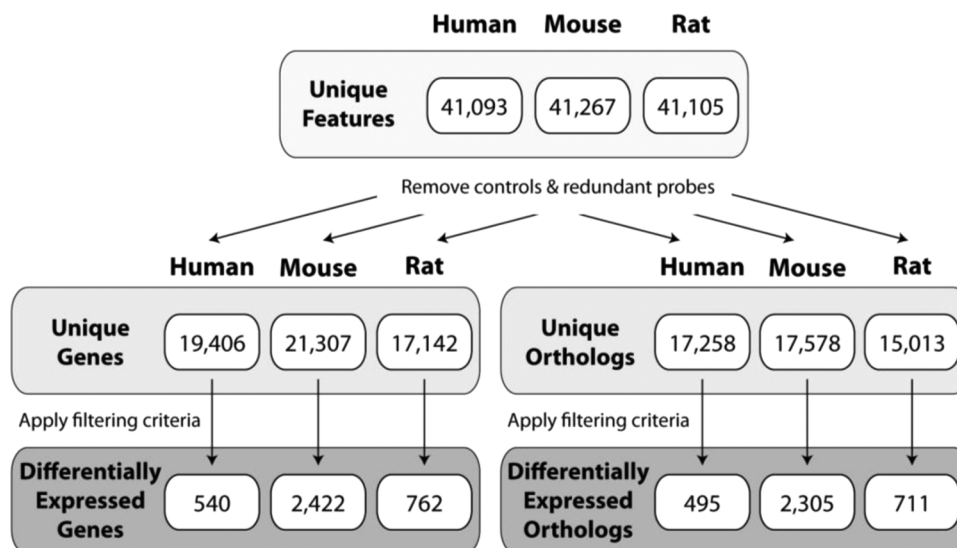 Human Mouse Rat
Unique
Features
41,093 41,267 41,105
Remove controls & redundant probes
Human Mouse Rat
Unique
Genes
19,406 21,307 17,142
Apply filtering criteria
Differentially
Expressed
Genes
540 2,422 762
Human Mouse Rat
Unique
Orthologs
17,258 17,578 15,013
Apply filtering criteria
Differentially
Expressed
Orthologs
495 2,305 711